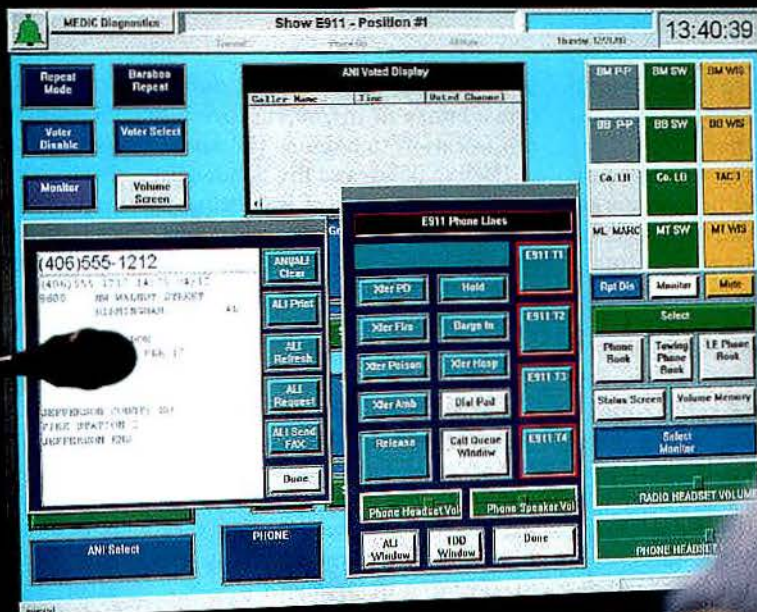 MEDIC Diagnostics
Show E911 - Position #1
13:40:39
Repeat Mode
Baraboo Repeat
ANI Voted Display
Caller Name
Time
Voted Channel
BM P-P
BM SW
BM WIS
Voter Disable
Voter Select
BB P-P
BB SW
BB WIS
Monitor
Volume Screen
Co. LO
TAC 1
ML MARC
MT SW
MT WIS
Rpt Dis
Monitor
Mute
Select
Phone Book
Towing Phone Book
LE Phone Book
Status Screen
Volume Memory
Select Monitor
RADIO HEADSET VOLUME
PHONE HEADSET
(406)555-1212
9600
WALNUT STREET
BIRMINGHAM
AL
JEFFERSON COUNTY
FIRE STATION
JEFFERSON
ANI/ALI Clear
ALI Print
ALI Refresh
ALI Request
ALI Send FAX
Done
E911 Phone Lines
E911 T1
Xfer PD
Hold
Xfer Fire
Barge In
E911 T2
Xfer Poison
Xfer Hosp
E911 T3
Xfer Amb
Dial Pad
Release
Call Queue Window
E911 T4
Phone Headset Vol
Phone Speaker Vol
ALI Window
TDD Window
Done
ANI Select
PHONE